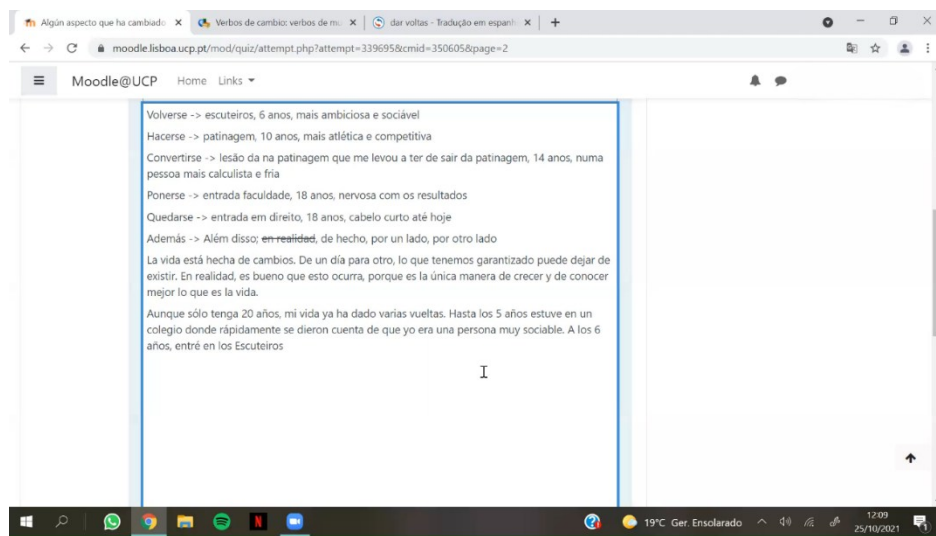 Algún aspecto que ha cambiado
Verbos de cambio: verbos de mu
dar voltas - Tradução em espanh
moodle.lisboa.ucp.pt/mod/quiz/attempt.php?attempt=339695&cmid=350605&page=2
Moodle@UCP Home Links
Volverse -> escuteiros, 6 anos, mais ambiciosa e sociável
Hacerse -> patinagem, 10 anos, mais atlética e competitiva
Convertirse -> lesão da na patinagem que me levou a ter de sair da patinagem, 14 anos, numa
pessoa mais calculista e fria
Ponerse -> entrada faculdade, 18 anos, nervosa com os resultados
Quedarse -> entrada em direito, 18 anos, cabelo curto até hoje
Además -> Além disso; en realidad, de hecho, por un lado, por otro lado
La vida está hecha de cambios. De un día para otro, lo que tenemos garantizado puede dejar de
existir. En realidad, es bueno que esto ocurra, porque es la única manera de crecer y de conocer
mejor lo que es la vida.
Aunque sólo tenga 20 años, mi vida ya ha dado varias vueltas. Hasta los 5 años estuve en un
colegio donde rápidamente se dieron cuenta de que yo era una persona muy sociable. A los 6
años, entré en los Escuteiros
19°C Ger. Ensolarado
12:09
25/10/2021